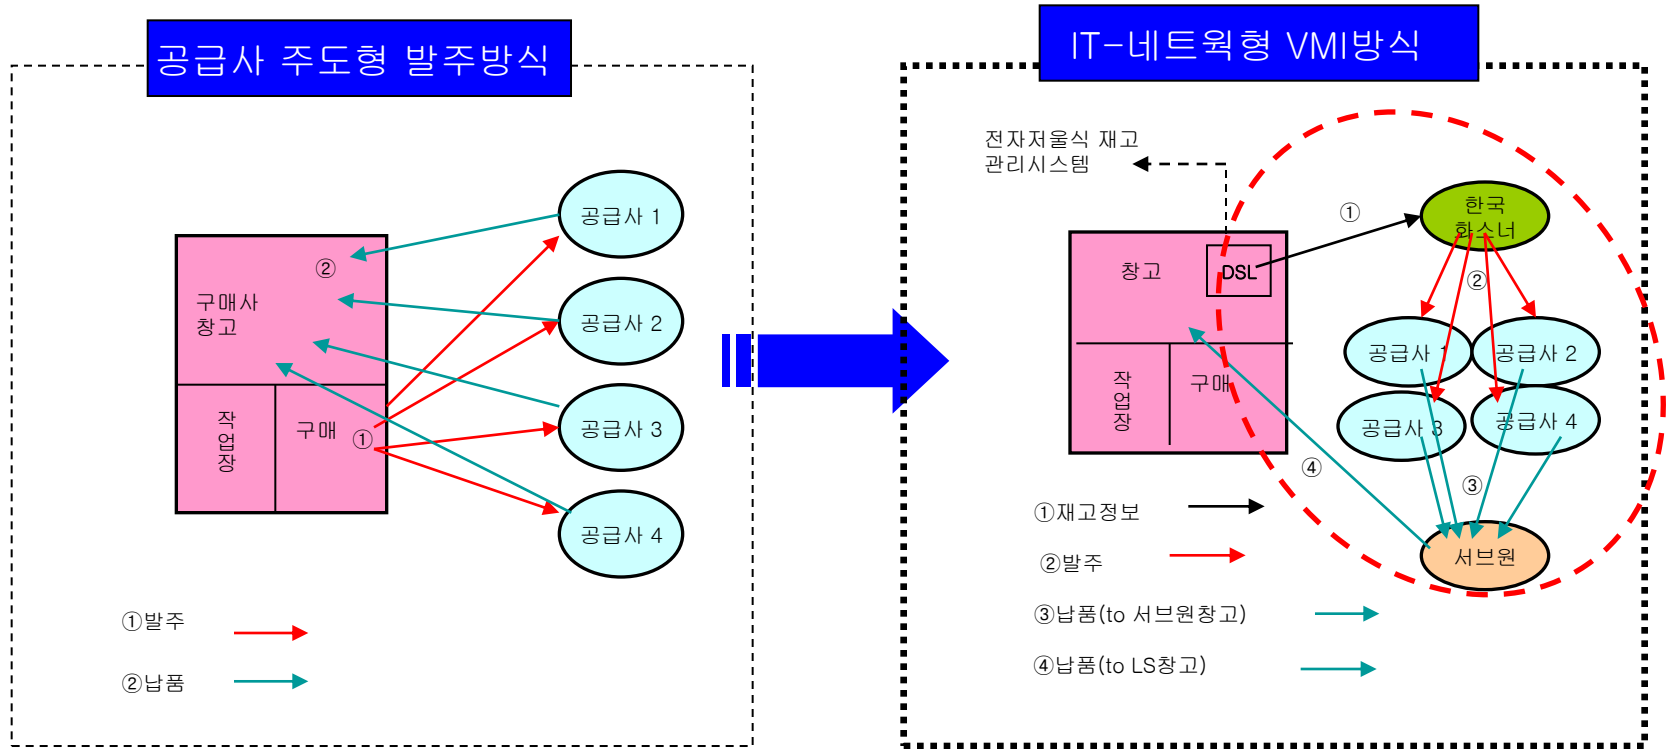 공급사 주도형 발주방식
공급사 1
②
구매사
창고
공급사 2
공급사 3
작
업
장
구매
①
공급사 4
①발주
②납품
IT-네트웍형 VMI방식
전자저울식 재고
관리시스템
①
한국
화스너
창고
DSL
②
공급사 1
공급사 2
작
업
장
구매
공급사 3
공급사 4
④
③
①재고정보
②발주
서브원
③납품(to 서브원창고)
④납품(to LS창고)